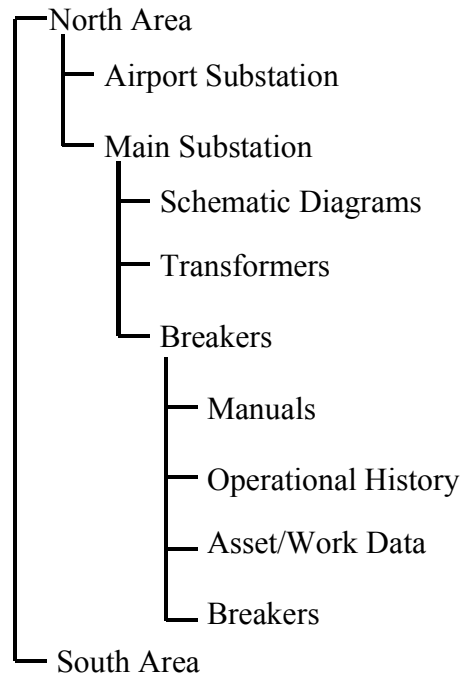 North Area
Airport Substation
Main Substation
Schematic Diagrams
Transformers
Breakers
Manuals
Operational History
Asset/Work Data
Breakers
South Area